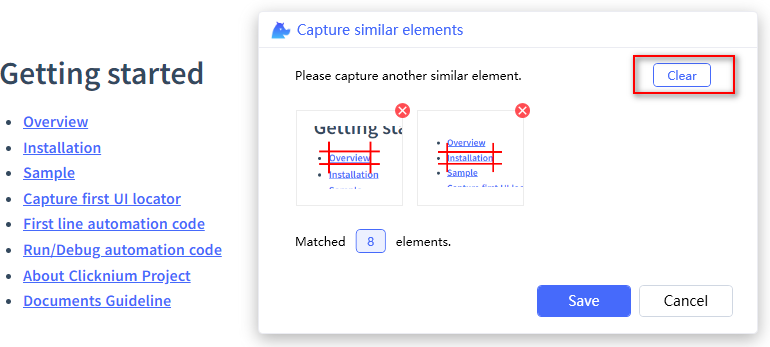 Getting started
Overview
Installation
Sample
Capture first UI locator
First line automation code
Run/Debug automation code
About Clicknium Project
Documents Guideline
Capture similar elements
Please capture another similar element.
Clear
Getting sta
Overview
Installation
Sample
Overview
Installation
Sample
Capture first UI loc
Matched 8 elements.
Save Cancel